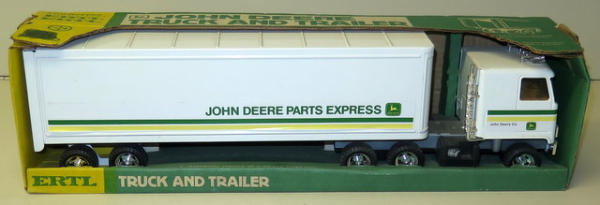 JOHN DEERE
TRUCK AND TRAILER
JOHN DEERE PARTS EXPRESS
John Deere Co.
ERTL
TRUCK AND TRAILER